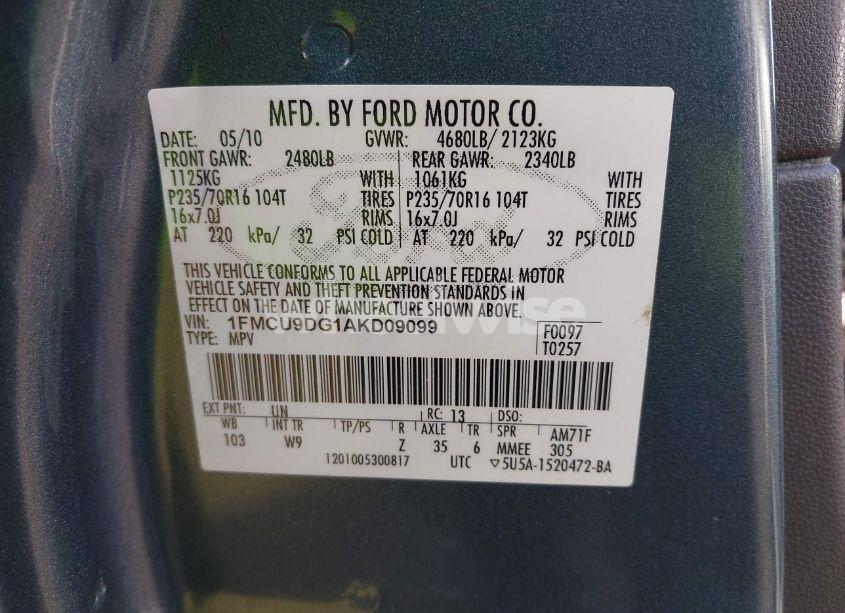 MFD. BY FORD MOTOR CO.
DATE: 05/10 GVWR: 4680LB/ 2123KG
FRONT GAWR: 2480LB REAR GAWR: 2340LB
1125KG WITH 1061KG WITH
P235/70R16 104T TIRES P235/70R16 104T TIRES
16x7.0J RIMS 16x7.0J RIMS
AT 220 kPa/ 32 PSI COLD AT 220 kPa/ 32 PSI COLD
THIS VEHICLE CONFORMS TO ALL APPLICABLE FEDERAL MOTOR
VEHICLE SAFETY AND THEFT PREVENTION STANDARDS IN
EFFECT ON THE DATE OF MANUFACTURE SHOWN ABOVE.
VIN: 1FMCU9DG1AKD09099 F0097
TYPE: MPV T0257
EXT PNT: UN RC: 13 DSO:
WB INT TR TP/PS R AXLE TR SPR AM71F
103 W9 Z 35 6 MMEE 305
1201005300817 UTC ▽5U5A-1520472-BA